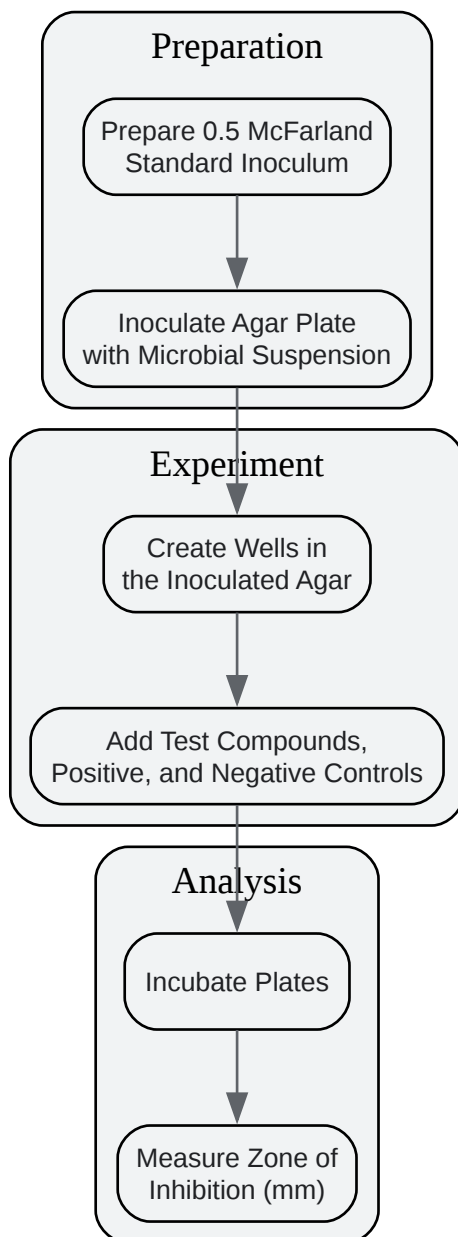 Preparation
Prepare 0.5 McFarland
Standard Inoculum
Inoculate Agar Plate
with Microbial Suspension
Experiment
Create Wells in
the Inoculated Agar
Add Test Compounds,
Positive, and Negative Controls
Analysis
Incubate Plates
Measure Zone of
Inhibition (mm)